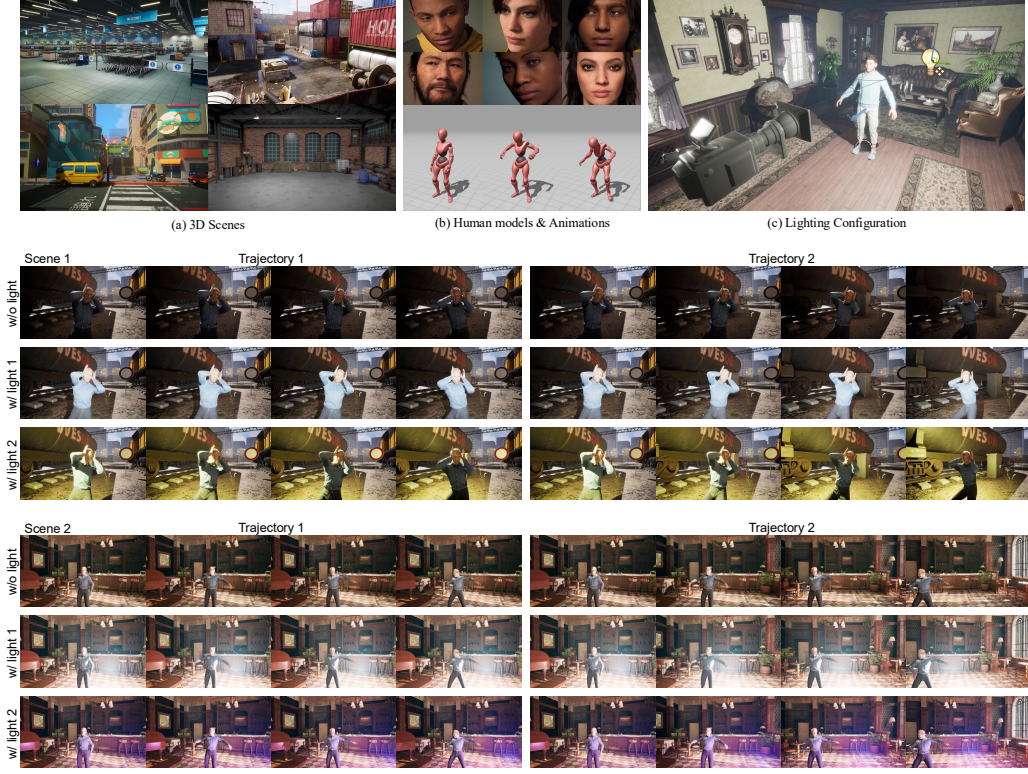 (a) 3D Scenes
(b) Human models & Animations
(c) Lighting Configuration
Scene 1
Trajectory 1
Trajectory 2
w/o light
w/ light 1
w/ light 2
Scene 2
Trajectory 1
Trajectory 2
w/o light
w/ light 1
w/ light 2